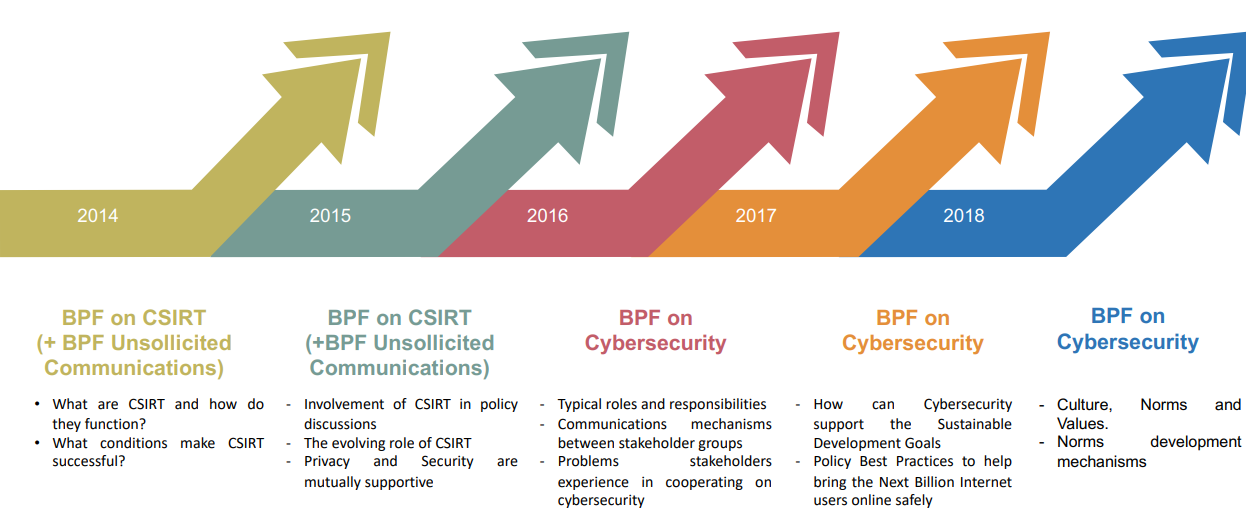 2014
2015
2016
2017
2018
BPF on CSIRT
(+ BPF Unsollicited
Communications)
• What are CSIRT and how do
they function?
• What conditions make CSIRT
successful?
BPF on CSIRT
(+BPF Unsollicited
Communications)
- Involvement of CSIRT in policy
discussions
- The evolving role of CSIRT
- Privacy and Security are
mutually supportive
BPF on
Cybersecurity
- Typical roles and responsibilities
- Communications mechanisms
between stakeholder groups
- Problems stakeholders
experience in cooperating on
cybersecurity
BPF on
Cybersecurity
- How can Cybersecurity
support the Sustainable
Development Goals
- Policy Best Practices to help
bring the Next Billion Internet
users online safely
BPF on
Cybersecurity
- Culture, Norms and
Values.
- Norms development
mechanisms